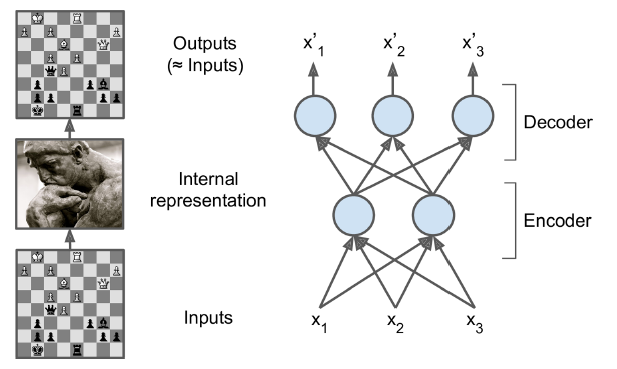 Outputs
(≈ Inputs)
x'1
x'2
x'3
Decoder
Internal
representation
Encoder
Inputs
x1
x2
x3